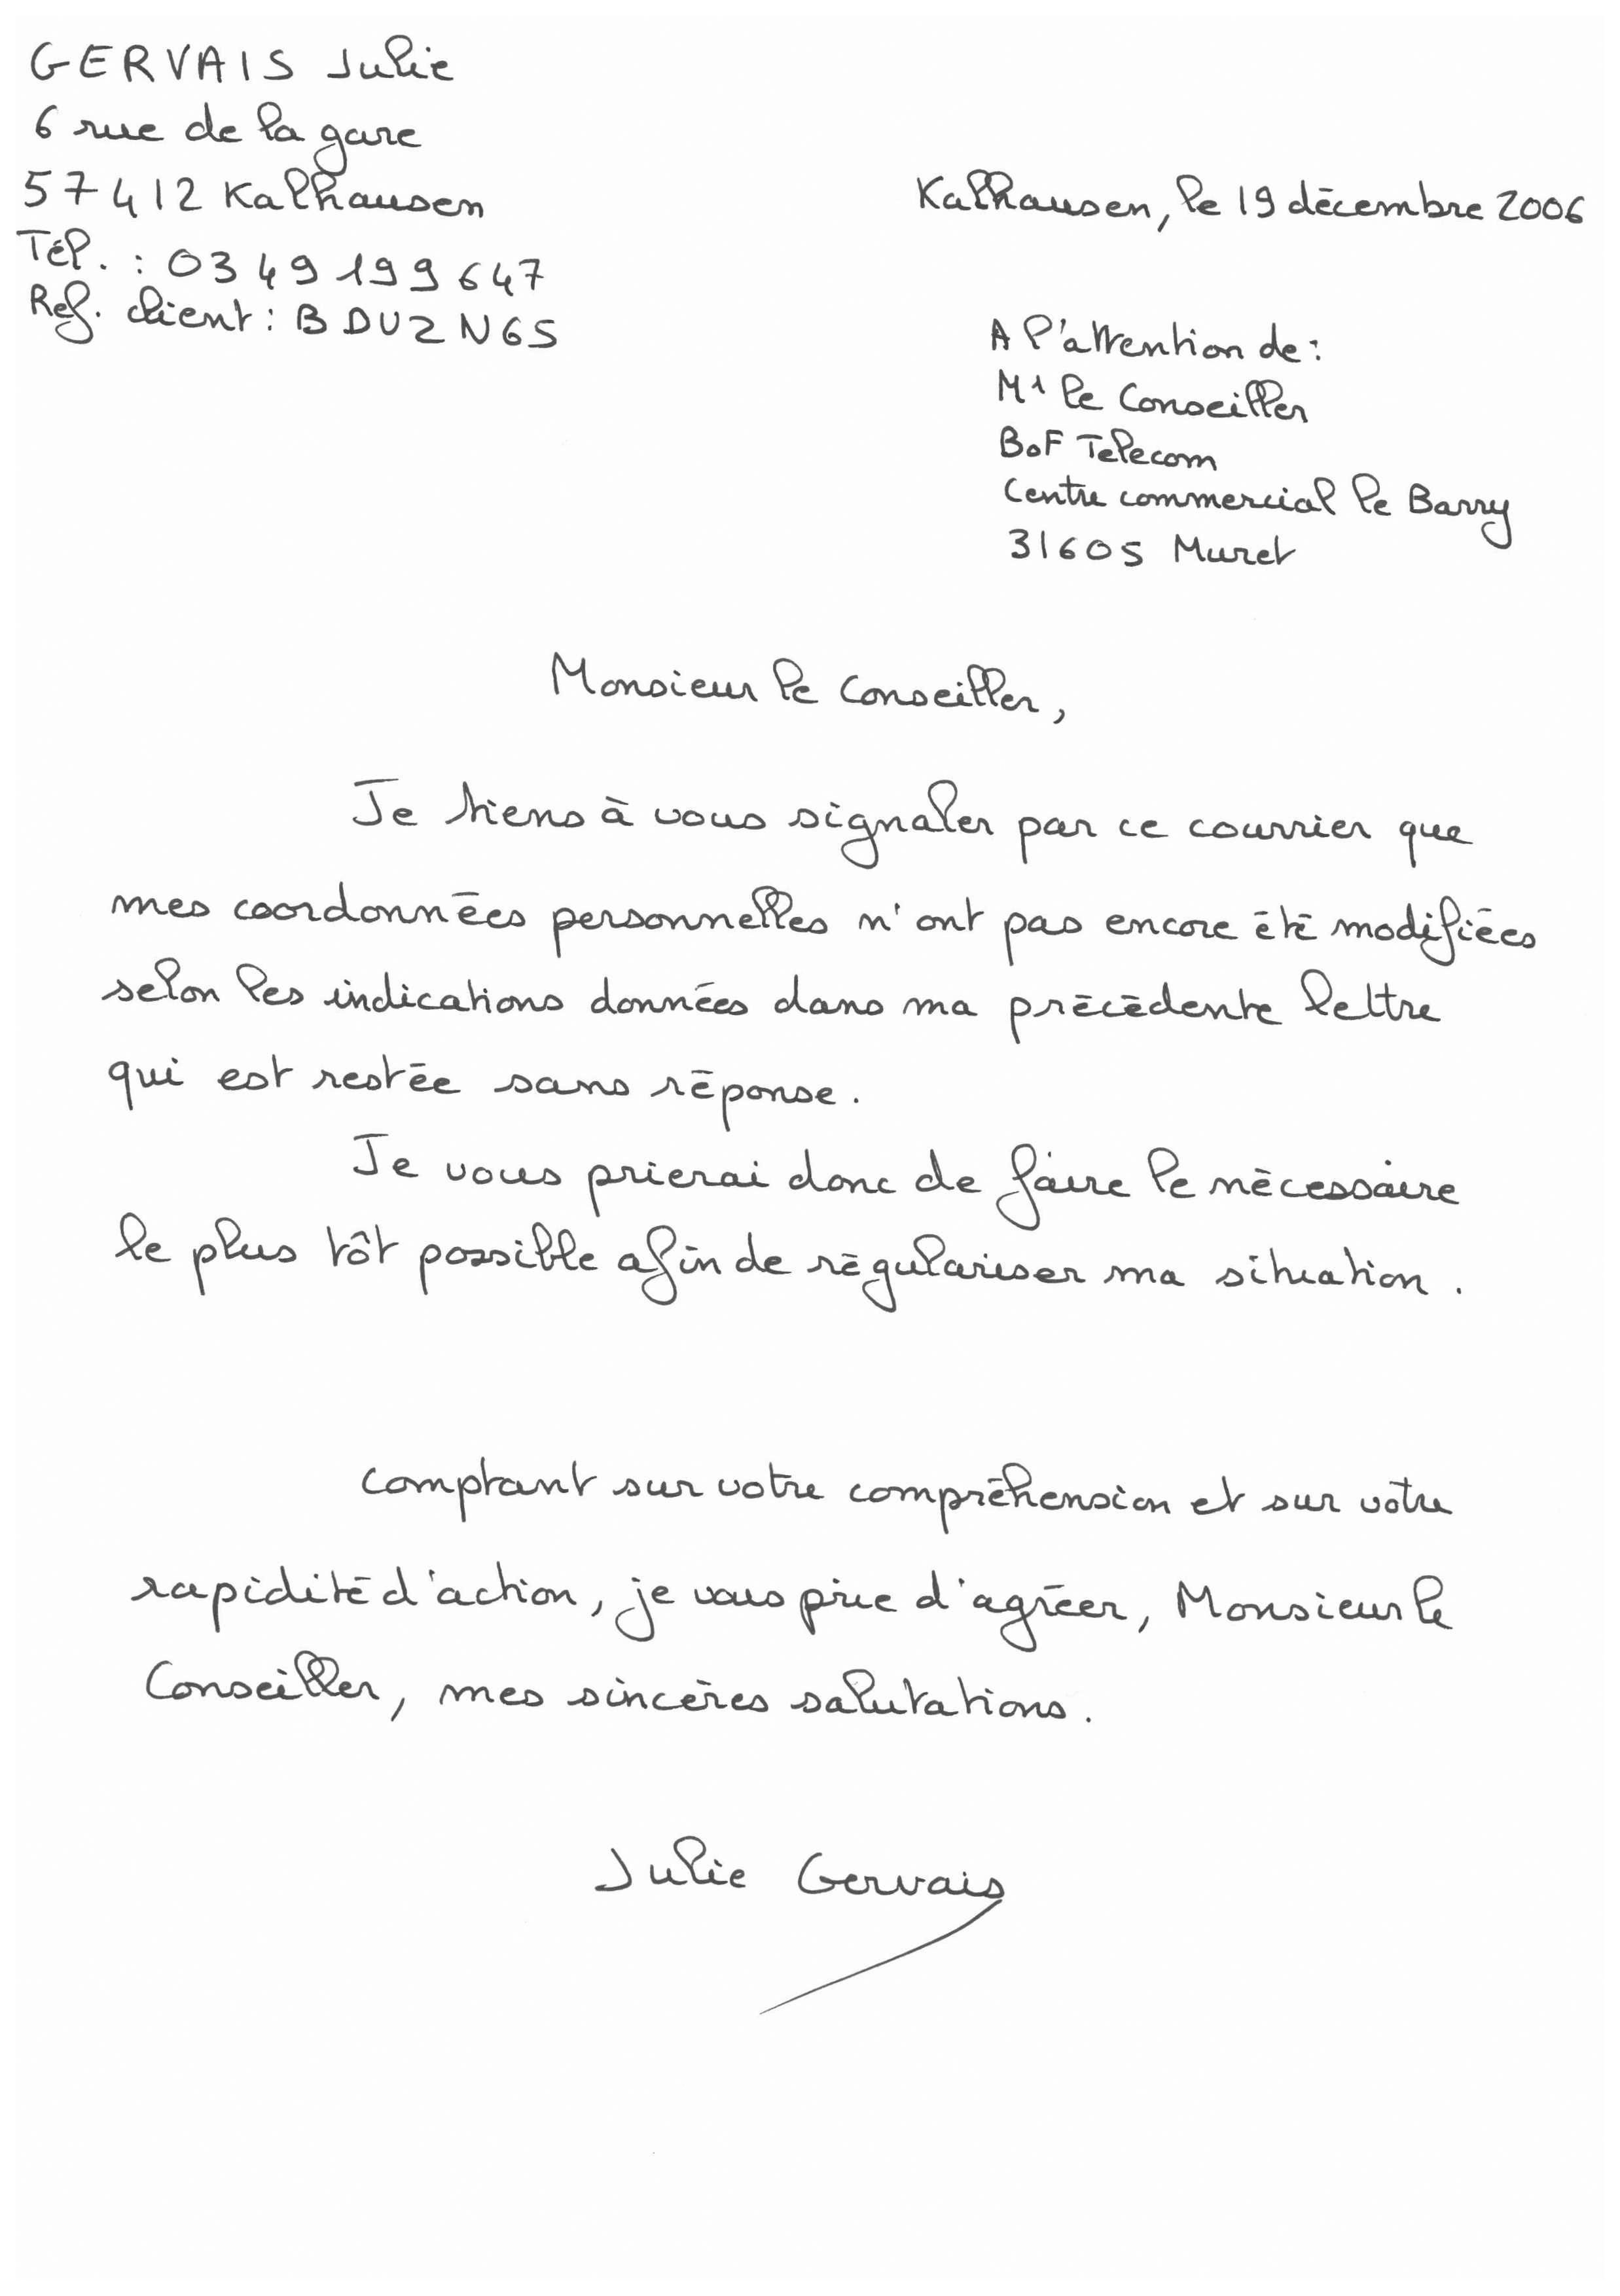 GERVAIS Julie
6 rue de la gare
57412 Kalhausen
Tél. : 03 49 199 647
Ref. client : BDUZN65
Kalhausen, le 19 décembre 2006
A l'attention de :
Mr le Conseiller
BoF Telecom
Centre commercial le Barry
31605 Muret
Monsieur le Conseiller,
Je tiens à vous signaler par ce courrier que
mes coordonnées personnelles n'ont pas encore été modifiées
selon les indications données dans ma précédente lettre
qui est restée sans réponse.
Je vous prierai donc de faire le nécessaire
le plus tôt possible afin de régulariser ma situation.
Comptant sur votre compréhension et sur votre
rapidité d'action, je vous prie d'agréer, Monsieur le
Conseiller, mes sincères salutations.
Julie Gervais